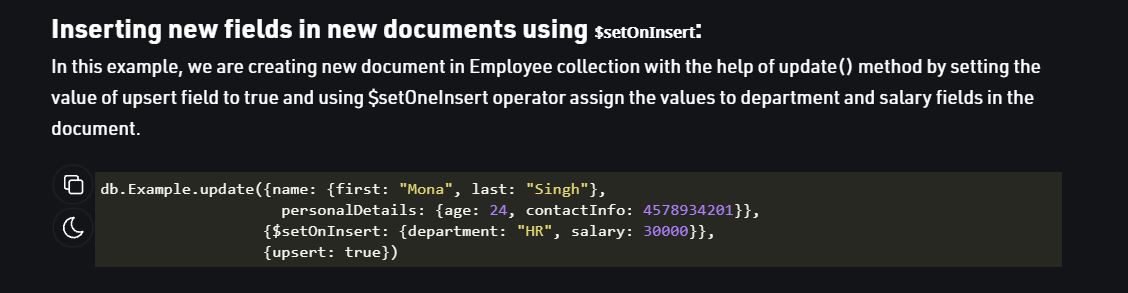 Inserting new fields in new documents using $setOnInsert:
In this example, we are creating new document in Employee collection with the help of update() method by setting the
value of upsert field to true and using $setOneInsert operator assign the values to department and salary fields in the
document.
db.Example.update({name: {first: "Mona", last: "Singh"},
personalDetails: {age: 24, contactInfo: 4578934201}},
{$setOnInsert: {department: "HR", salary: 30000}},
{upsert: true})